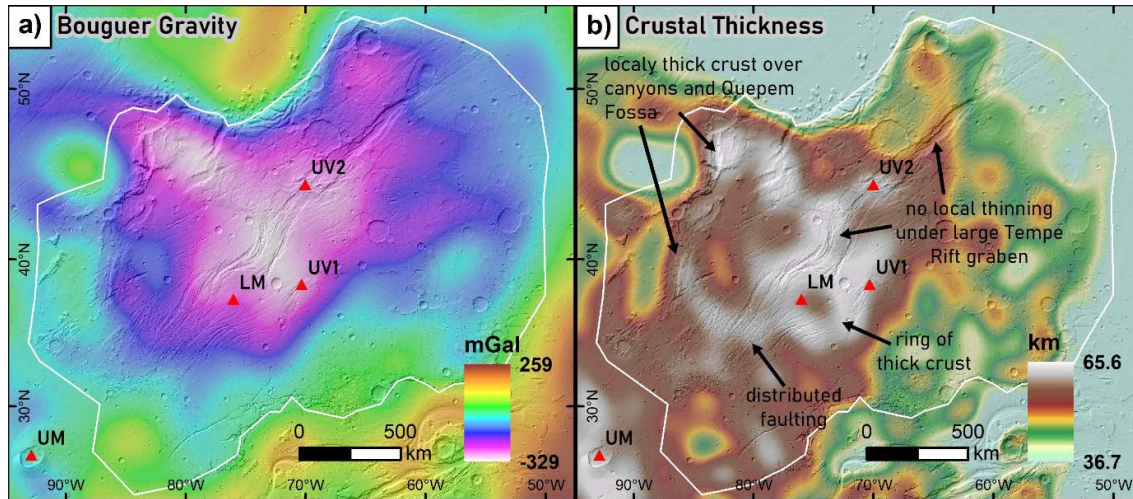 a) Bouguer Gravity
50°N
40°N
30°N
UV2
LM
UV1
UM
mGal
259
-329
0 500
km
90°W 80°W 70°W 60°W 50°W
b) Crustal Thickness
localy thick crust over
canyons and Quepem
Fossa
UV2
no local thinning
under large Tempe
Rift graben
LM
UV1
ring of
thick crust
distributed
faulting
UM
km
65.6
36.7
0 500
km
90°W 80°W 70°W 60°W 50°W